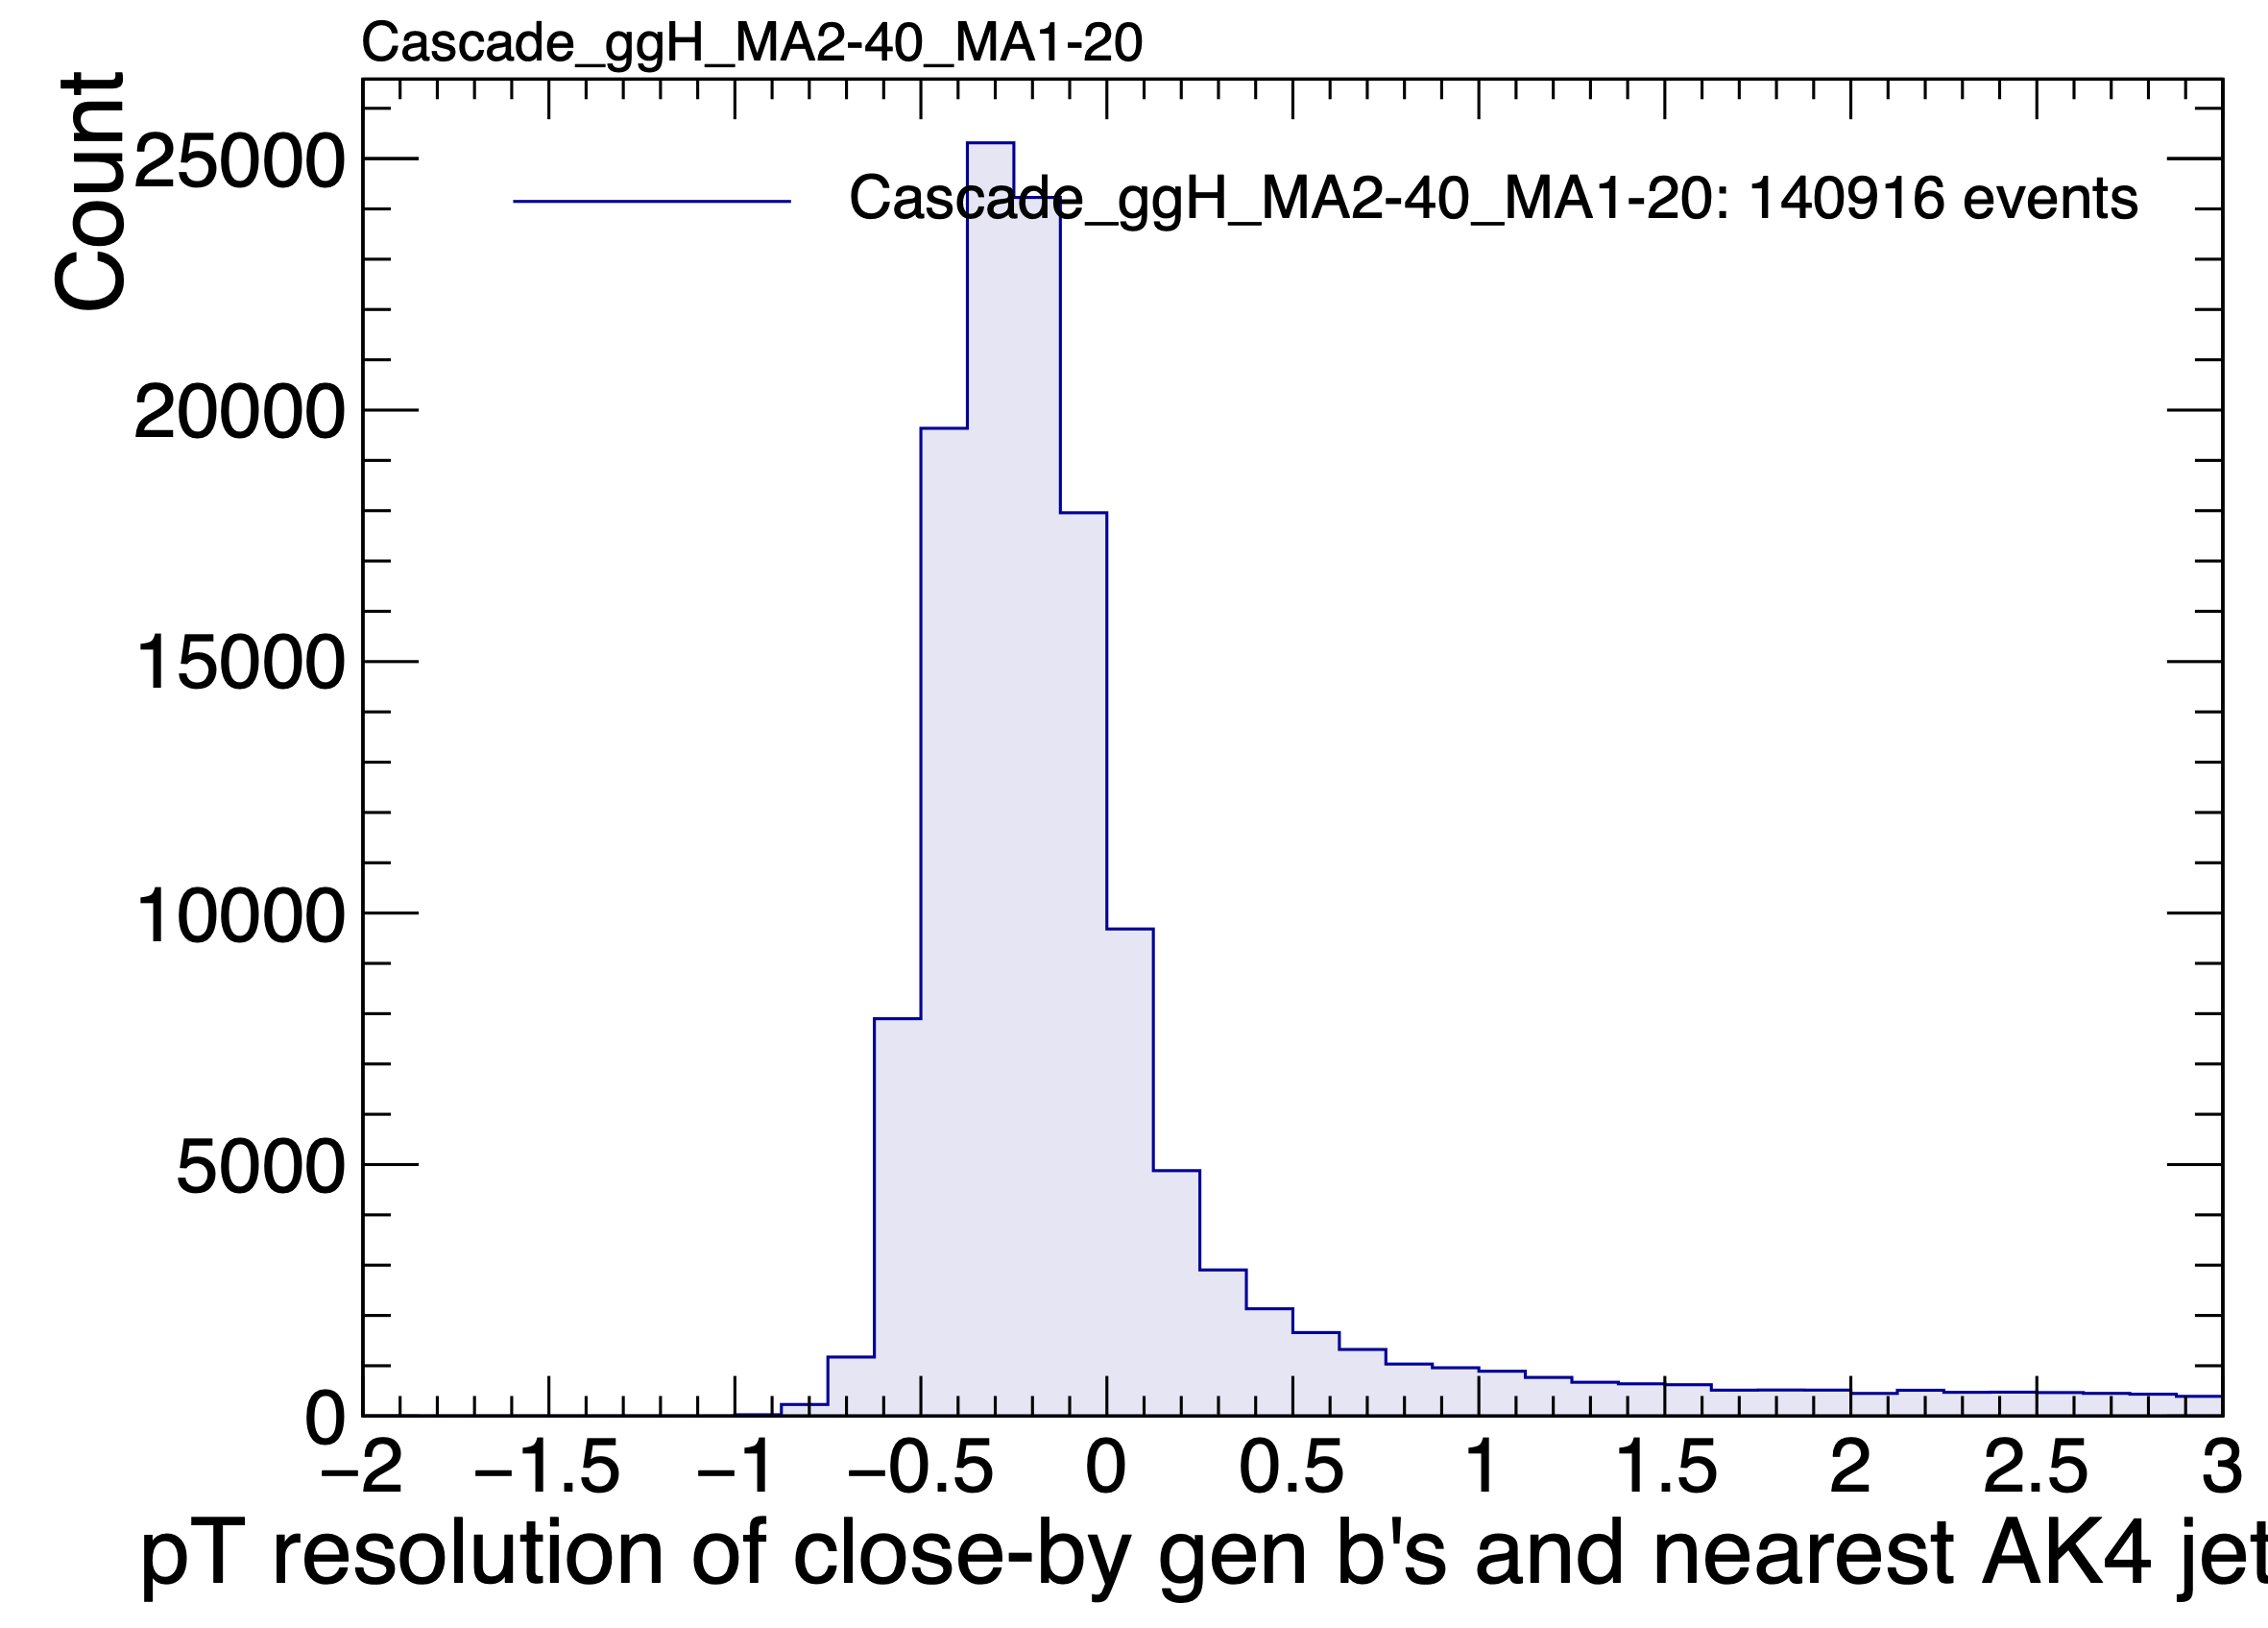 Cascade_ggH_MA2-40_MA1-20
Count
Cascade_ggH_MA2-40_MA1-20: 140916 events
25000
20000
15000
10000
5000
0
−2 −1.5 −1 −0.5 0 0.5 1 1.5 2 2.5 3
pT resolution of close-by gen b's and nearest AK4 jet